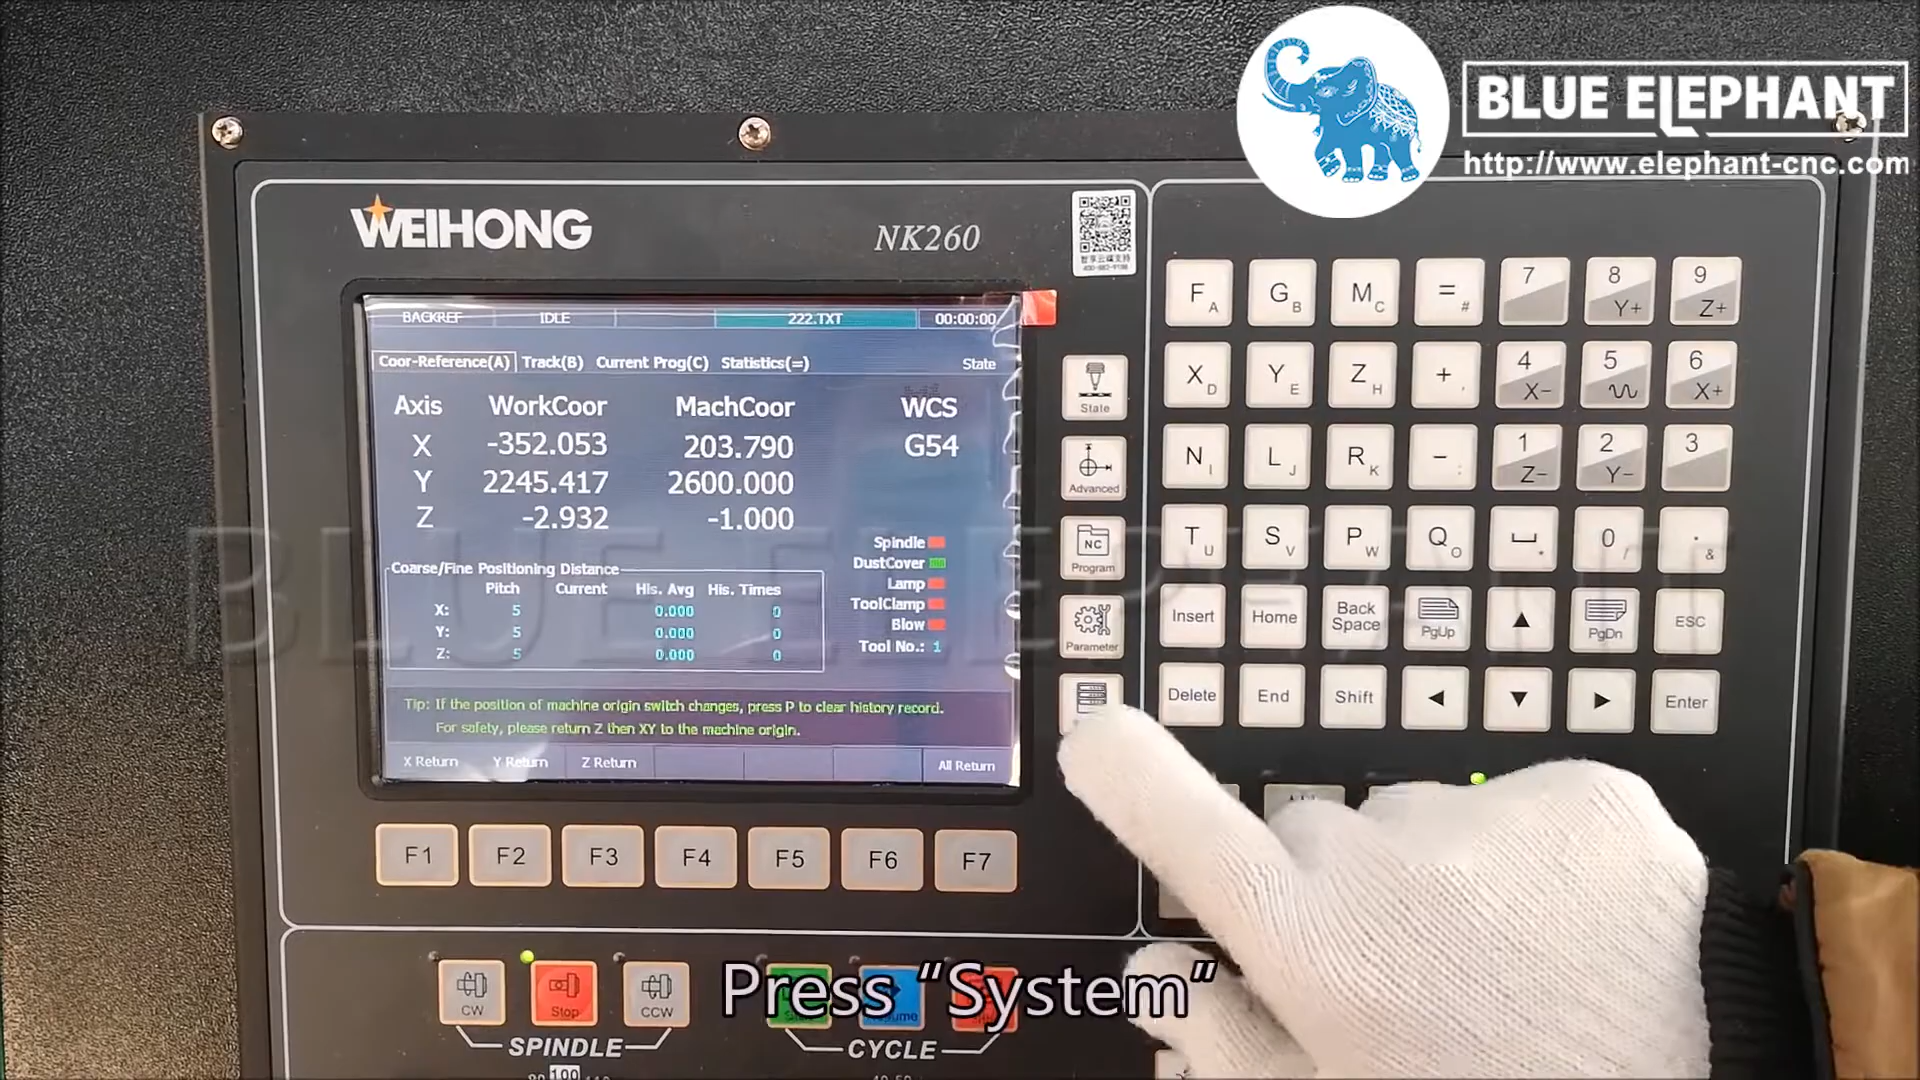 BLUE ELEPHANT
http://www.elephant-cnc.com
WEIHONG
NK260
BACKREF IDLE 222.TXT 00:00:00
Coor-Reference(A) Track(B) Current Prog(C) Statistics(=) State
Axis WorkCoor MachCoor WCS
X -352.053 203.790 G54
Y 2245.417 2600.000
Z -2.932 -1.000
Spindle
DustCover
Lamp
ToolClamp
Blow
Tool No.: 1
Coarse/Fine Positioning Distance
Pitch Current His. Avg His. Times
X: 5 0.000 0
Y: 5 0.000 0
Z: 5 0.000 0
Tip: If the position of machine origin switch changes, press P to clear history record.
For safety, please return Z then XY to the machine origin.
X Return Y Return Z Return All Return
F1 F2 F3 F4 F5 F6 F7
State
Advanced
NC
Program
Parameter
F A G B M C = # 7 8 Y+ 9 Z+
X D Y E Z H + , 4 X- 5 6 X+
N I L J R K - ; 1 Z- 2 Y- 3
T U S V P W Q O 0 / . &
Insert Home Back Space PgUp ▲ PgDn ESC
Delete End Shift ◀ ▼ ▶ Enter
CW Stop CCW
SPINDLE
CYCLE
100
Press “System”
BLUE ELEPHANT